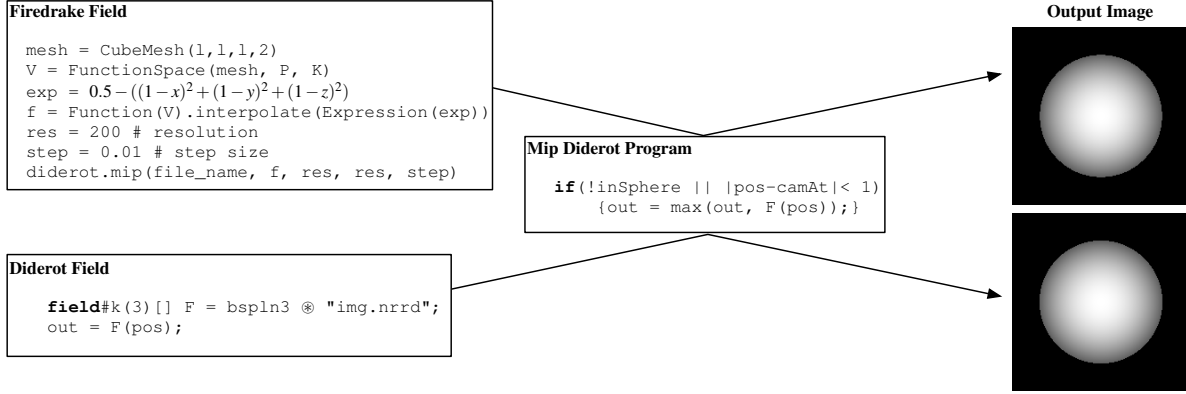 Firedrake Field
mesh = CubeMesh(1,1,1,2)
V = FunctionSpace(mesh, P, K)
exp = 0.5−((1−x)²+(1−y)²+(1−z)²)
f = Function(V).interpolate(Expression(exp))
res = 200 # resolution
step = 0.01 # step size
diderot.mip(file_name, f, res, res, step)
Diderot Field
field#k(3)[] F = bspln3 ⊛ "img.nrrd";
out = F(pos);
Mip Diderot Program
if(!inSphere || |pos-camAt|< 1)
{out = max(out, F(pos));}
Output Image